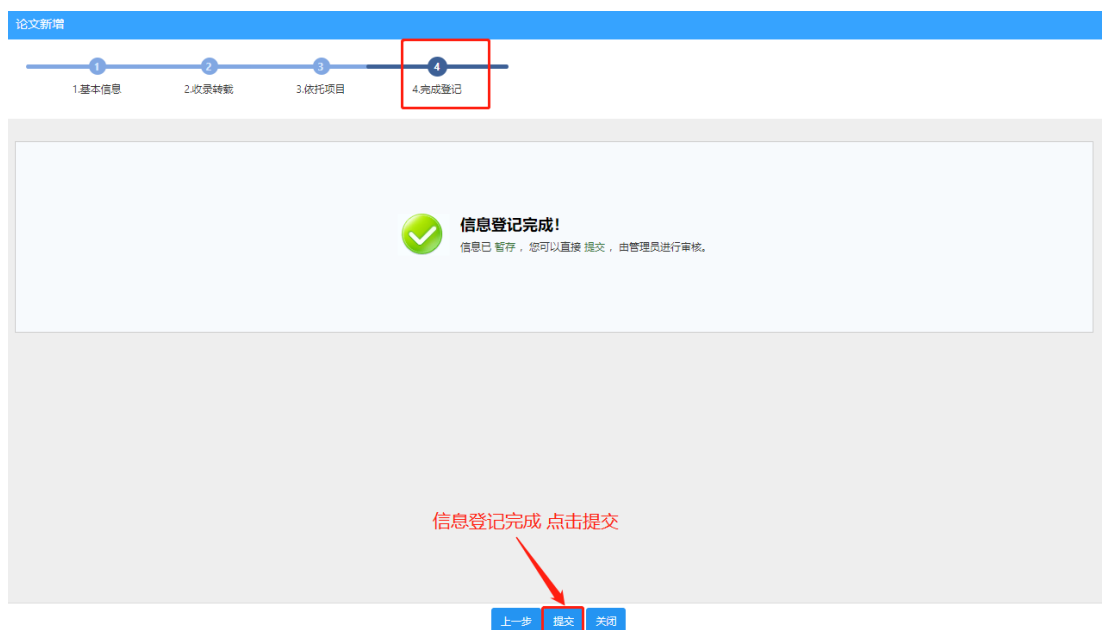 论文新增
1 2 3 4
1.基本信息 2.收录转载 3.依托项目 4.完成登记
信息登记完成！
信息已 暂存 ，您可以直接 提交 ，由管理员进行审核。
信息登记完成 点击提交
上一步 提交 关闭